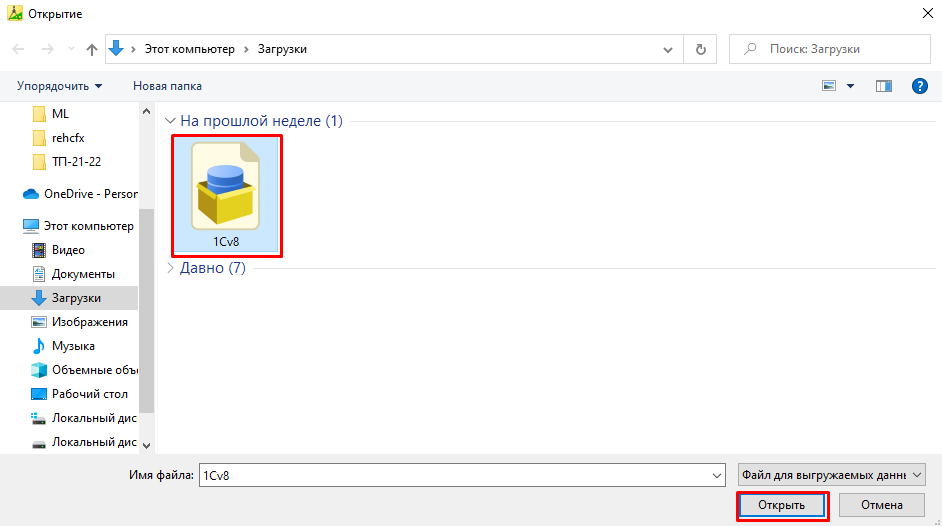 Открытие
Этот компьютер
Загрузки
Поиск: Загрузки
Упорядочить
Новая папка
ML
rehcfx
ТП-21-22
OneDrive - Person
Этот компьютер
Видео
Документы
Загрузки
Изображения
Музыка
Объемные объ
Рабочий стол
Локальный дис
Локальный дис
На прошлой неделе (1)
1Cv8
Давно (7)
Имя файла:
1Cv8
Файл для выгружаемых данны
Открыть
Отмена